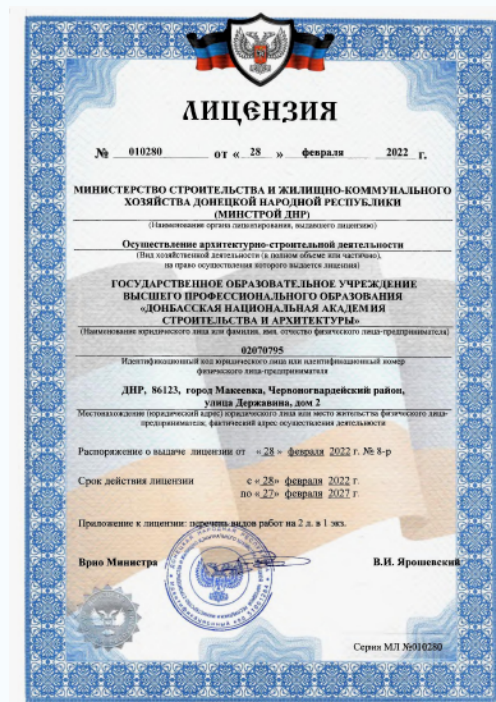 ЛИЦЕНЗИЯ
№ 010280 от « 28 » февраля 2022 г.
МИНИСТЕРСТВО СТРОИТЕЛЬСТВА И ЖИЛИЩНО-КОММУНАЛЬНОГО
ХОЗЯЙСТВА ДОНЕЦКОЙ НАРОДНОЙ РЕСПУБЛИКИ
(МИНСТРОЙ ДНР)
(Наименование органа лицензирования, выдавшего лицензию)
Осуществление архитектурно-строительной деятельности
(Вид хозяйственной деятельности (в полном объеме или частично),
на право осуществления которого выдается лицензия)
ГОСУДАРСТВЕННОЕ ОБРАЗОВАТЕЛЬНОЕ УЧРЕЖДЕНИЕ
ВЫСШЕГО ПРОФЕССИОНАЛЬНОГО ОБРАЗОВАНИЯ
«ДОНБАССКАЯ НАЦИОНАЛЬНАЯ АКАДЕМИЯ
СТРОИТЕЛЬСТВА И АРХИТЕКТУРЫ»
(Наименование юридического лица или фамилия, имя, отчество физического лица-предпринимателя)
02070795
Идентификационный код юридического лица или идентификационный номер
физического лица-предпринимателя
ДНР, 86123, город Макеевка, Червоногвардейский район,
улица Державина, дом 2
Местонахождение (юридический адрес) юридического лица или место жительства физического лица-
предпринимателя, фактический адрес осуществления деятельности
Распоряжение о выдаче лицензии от «28» февраля 2022 г. № 8-р
Срок действия лицензии с «28» февраля 2022 г.
по «27» февраля 2027 г.
Приложение к лицензии: перечень видов работ на 2 л. в 1 экз.
Врио Министра В.И. Ярошевский
Серия МЛ №010280